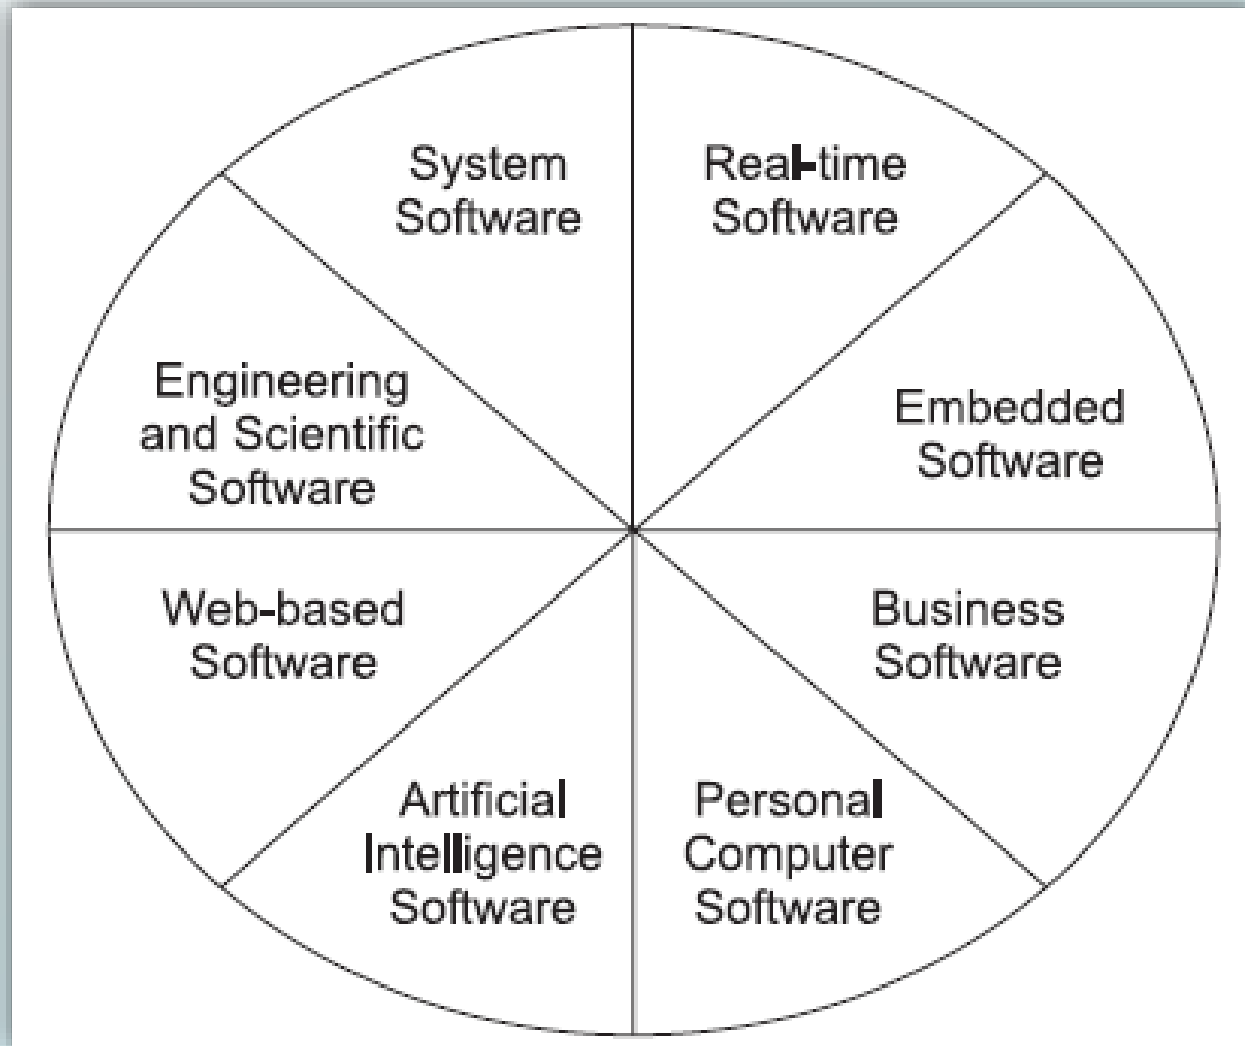 System
Software
Real-time
Software
Engineering
and Scientific
Software
Embedded
Software
Web-based
Software
Business
Software
Artificial
Intelligence
Software
Personal
Computer
Software